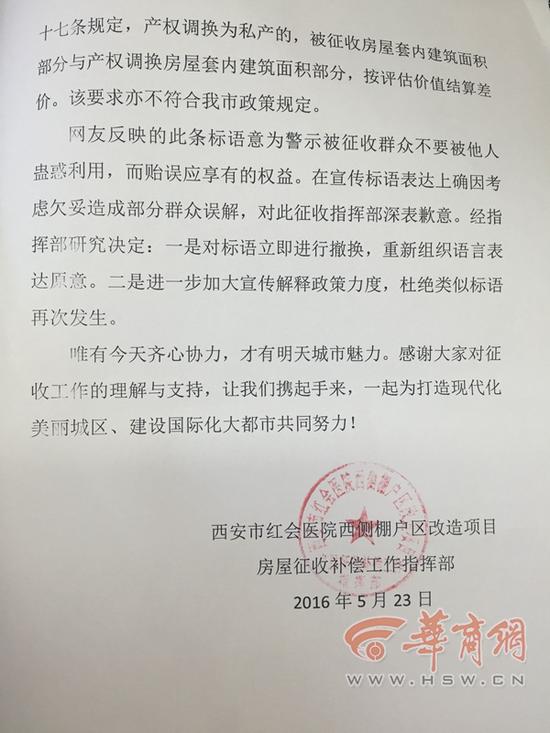 十七条规定，产权调换为私产的，被征收房屋套内建筑面积
部分与产权调换房屋套内建筑面积部分，按评估价值结算差
价。该要求亦不符合我市政策规定。
网友反映的此条标语意为警示被征收群众不要被他人
蛊惑利用，而贻误应享有的权益。在宣传标语表达上确因考
虑欠妥造成部分群众误解，对此征收指挥部深表歉意。经指
挥部研究决定：一是对标语立即进行撤换，重新组织语言表
达原意。二是进一步加大宣传解释政策力度，杜绝类似标语
再次发生。
唯有今天齐心协力，才有明天城市魅力。感谢大家对征
收工作的理解与支持，让我们携起手来，一起为打造现代化
美丽城区、建设国际化大都市共同努力！
西安市红会医院西侧棚户区改造项目
房屋征收补偿工作指挥部
2016 年 5 月 23 日
華商網
WWW.HSW.CN